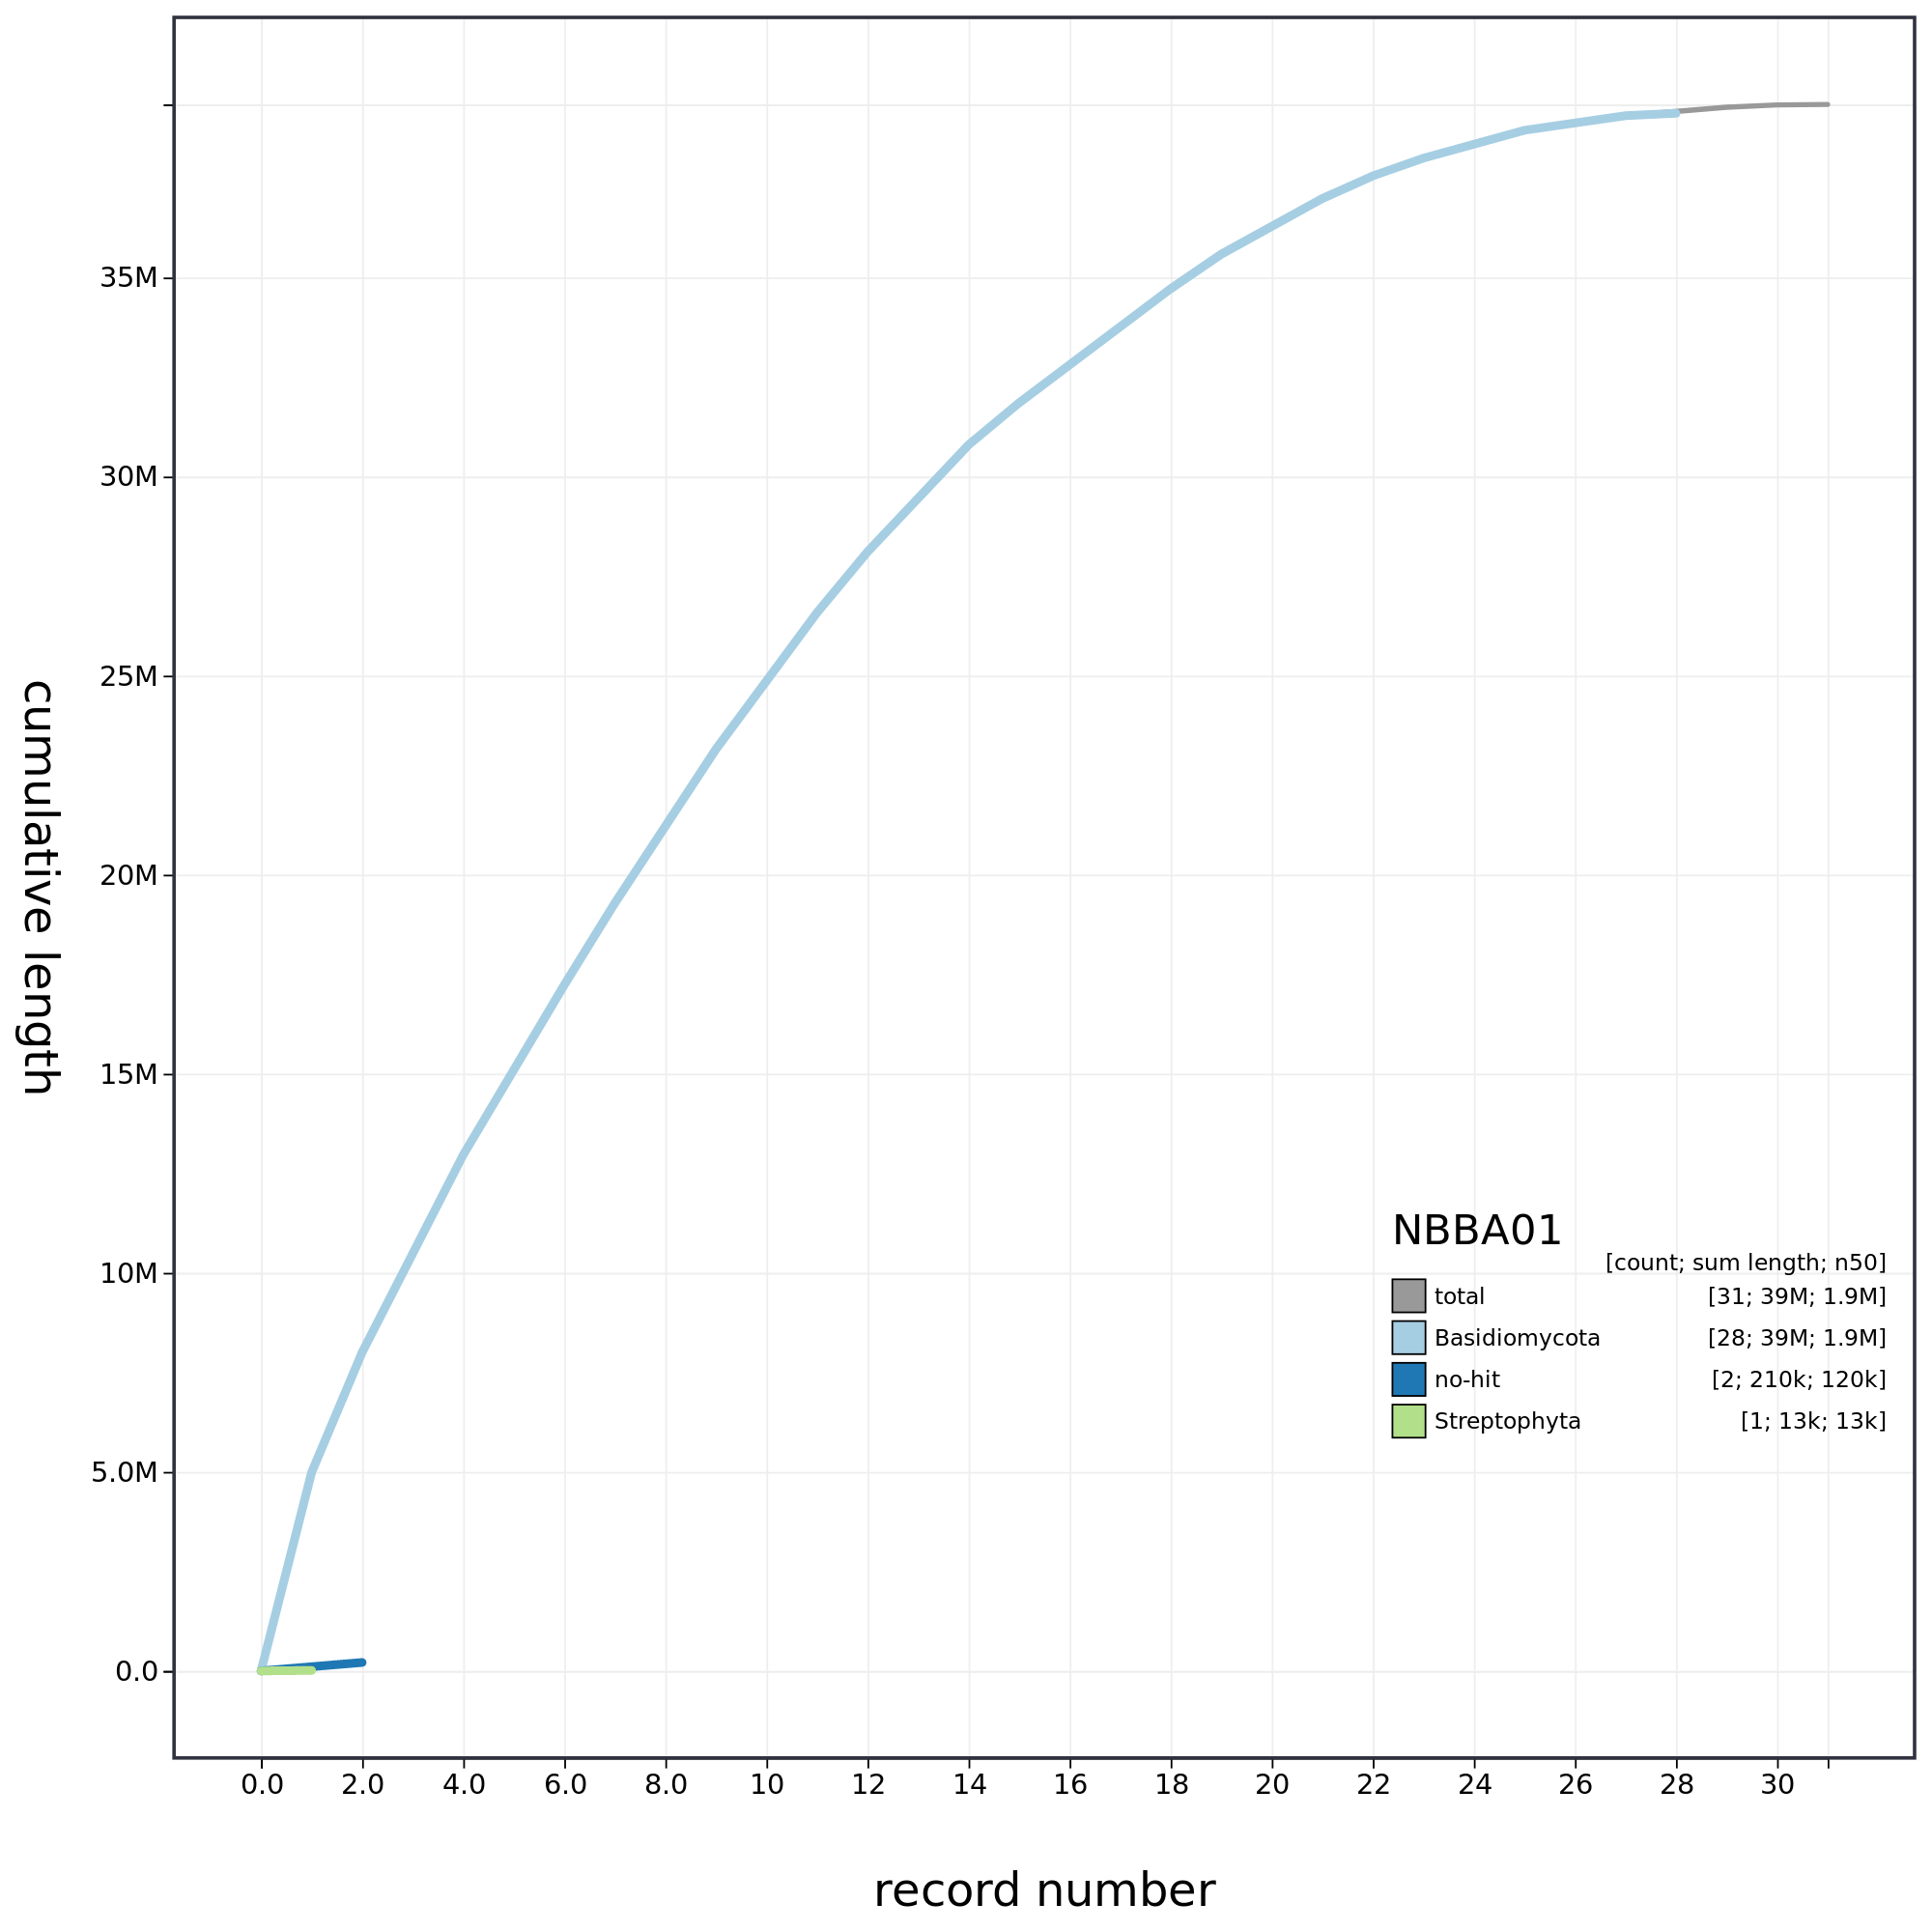 cumulative length
35M
30M
25M
20M
15M
10M
5.0M
0.0
NBBA01
[count; sum length; n50]
total [31; 39M; 1.9M]
Basidiomycota [28; 39M; 1.9M]
no-hit [2; 210k; 120k]
Streptophyta [1; 13k; 13k]
0.0 2.0 4.0 6.0 8.0 10 12 14 16 18 20 22 24 26 28 30
record number